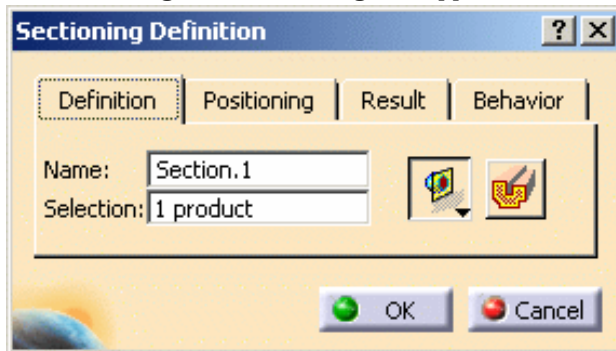 Sectioning Definition
Definition Positioning Result Behavior
Name: Section.1
Selection: 1 product
OK Cancel